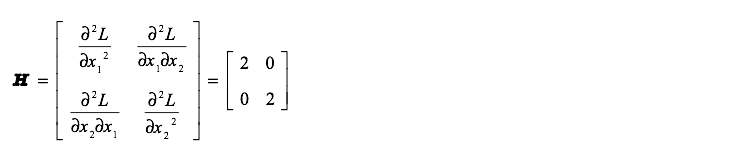 H = [ ∂²L/∂x₁² ∂²L/∂x₁∂x₂ ; ∂²L/∂x₂∂x₁ ∂²L/∂x₂² ] = [ 2 0 ; 0 2 ]